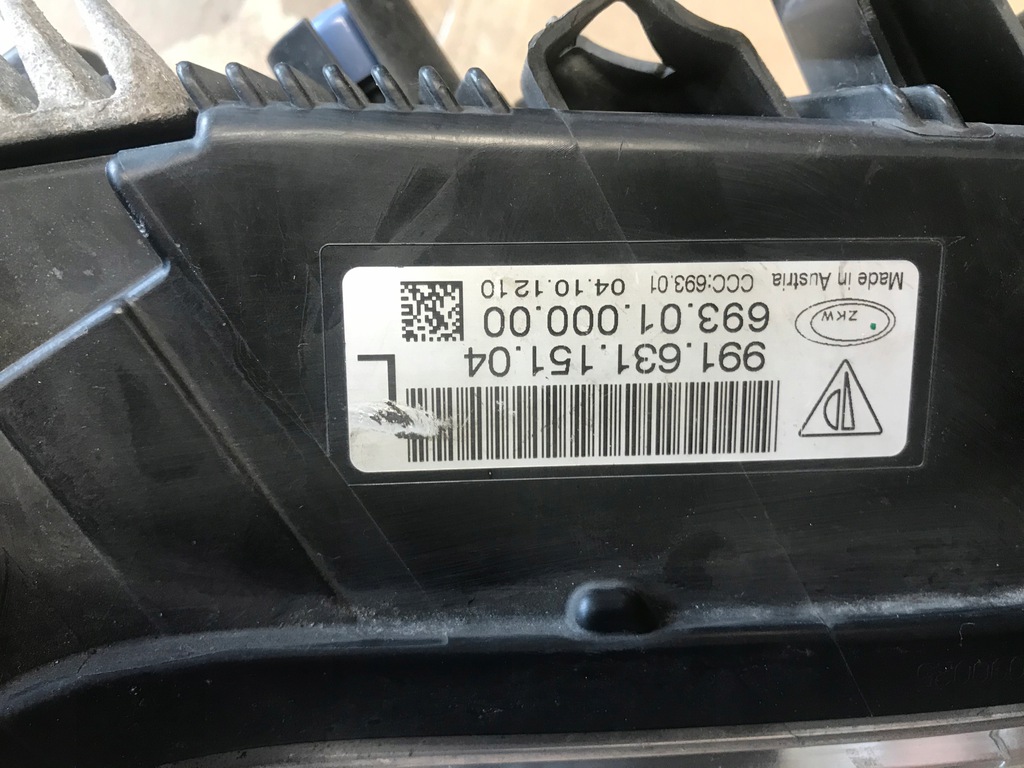 991.631.151.04
L
693.01.000.00
ZKW
Made in Austria
CCC:693.01
04.10.1210